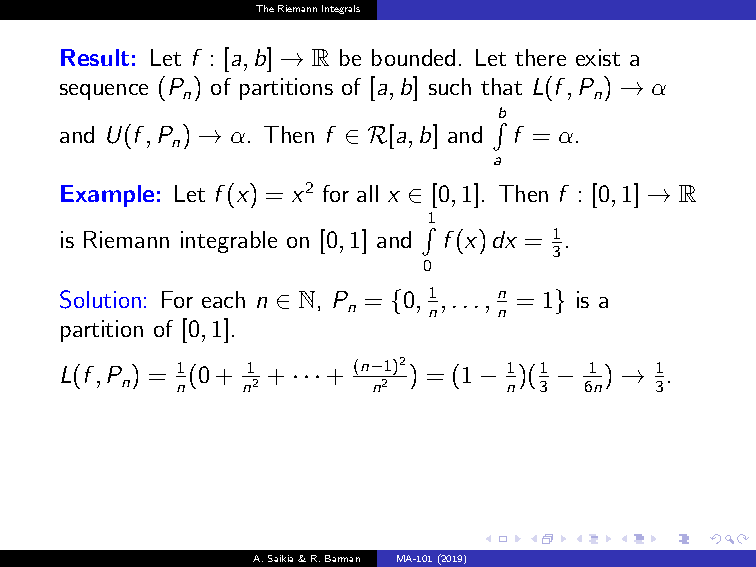 The Riemann Integrals
Result: Let f : [a, b] → ℝ be bounded. Let there exist a
sequence (Pₙ) of partitions of [a, b] such that L(f, Pₙ) → α
and U(f, Pₙ) → α. Then f ∈ ℛ[a, b] and ∫ₐᵇ f = α.
Example: Let f(x) = x² for all x ∈ [0, 1]. Then f : [0, 1] → ℝ
is Riemann integrable on [0, 1] and ∫₀¹ f(x) dx = 1/3.
Solution: For each n ∈ ℕ, Pₙ = {0, 1/n, . . . , n/n = 1} is a
partition of [0, 1].
L(f, Pₙ) = 1/n (0 + 1/n² + · · · + (n−1)²/n²) = (1 − 1/n)(1/3 − 1/6n) → 1/3.
A. Saikia & R. Barman MA-101 (2019)